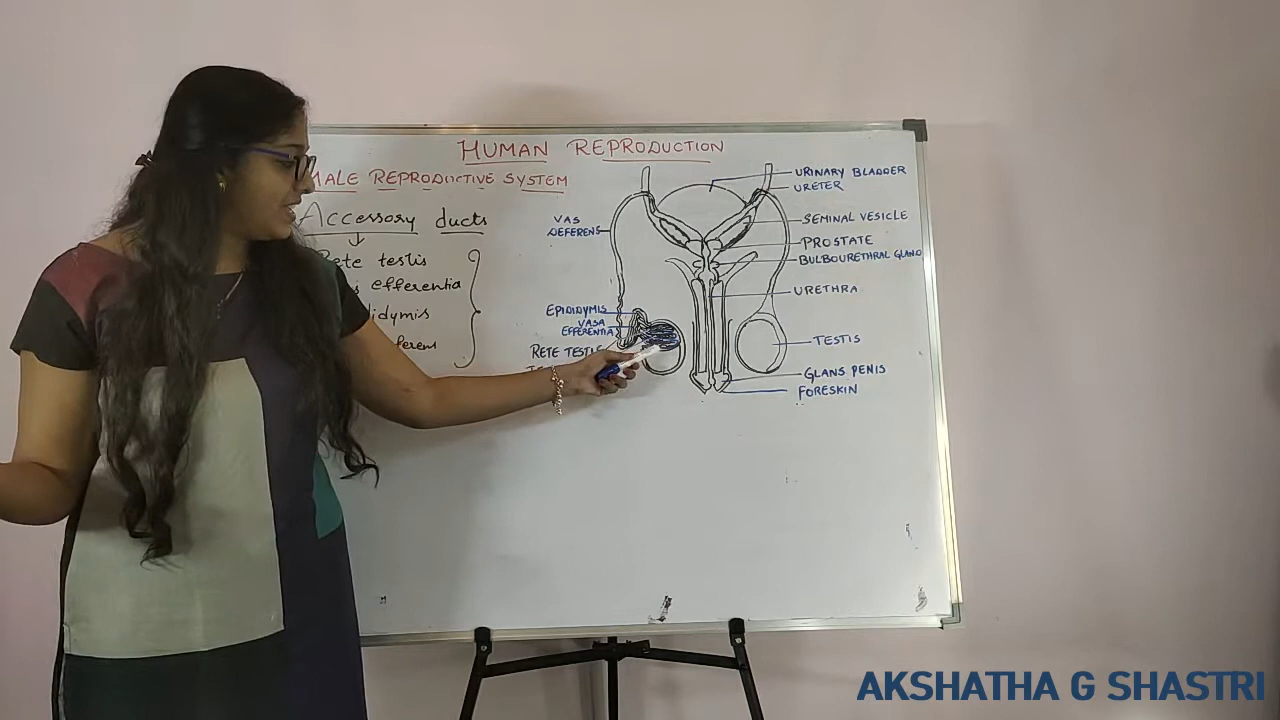 HUMAN REPRODUCTION
MALE REPRODUCTIVE SYSTEM
Accessory ducts
Rete testis
efferentia
URINARY BLADDER
URETER
VAS
DEFERENS
SEMINAL VESICLE
PROSTATE
BULBOURETHRAL GLAND
URETHRA
EPIDIDYMIS
VASA
EFFERENTIA
RETE TESTIS
TESTIS
GLANS PENIS
FORESKIN
AKSHATHA G SHASTRI